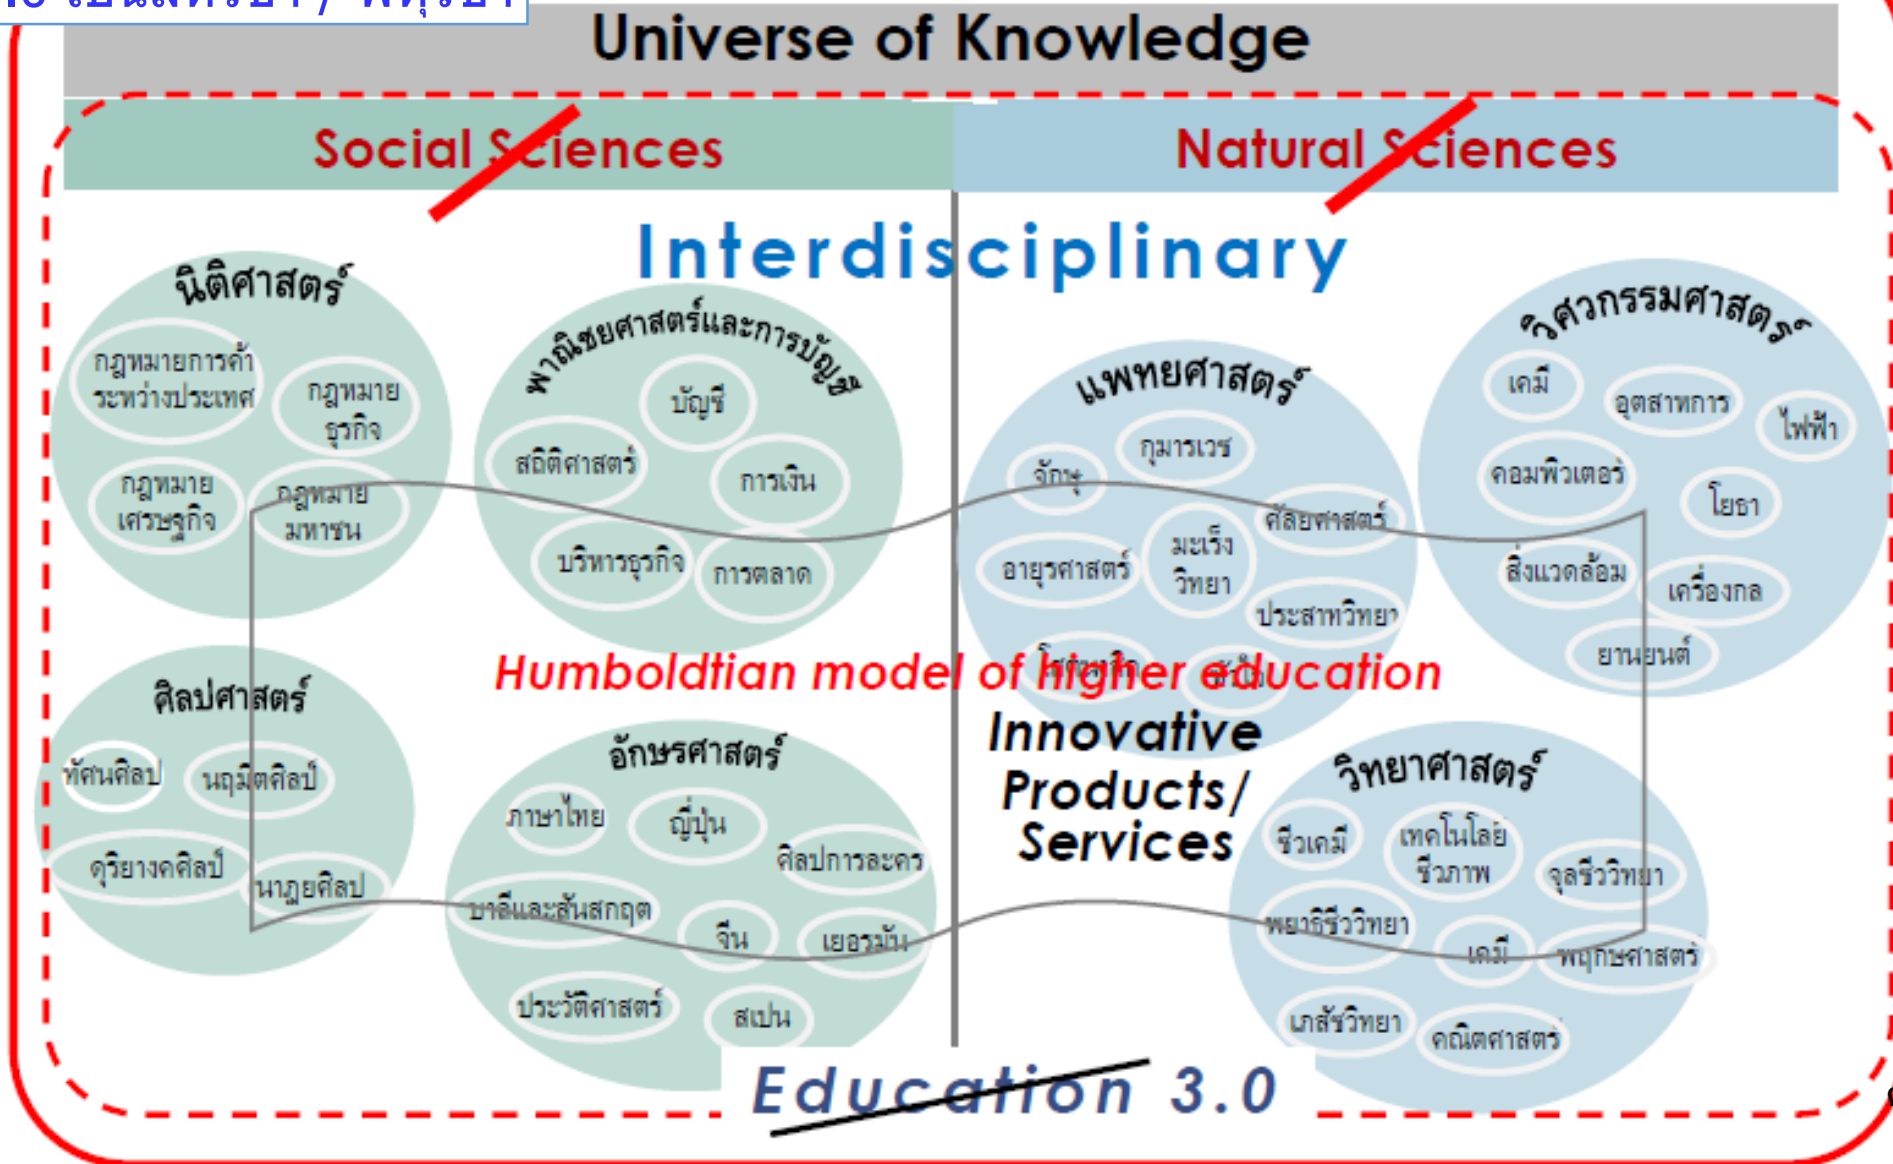 Universe of Knowledge
Social Sciences
Natural Sciences
Interdisciplinary
นิติศาสตร์
กฎหมายการค้า
ระหว่างประเทศ
กฎหมาย
ธุรกิจ
กฎหมาย
เศรษฐกิจ
กฎหมาย
มหาชน
พาณิชยศาสตร์และการบัญชี
บัญชี
สถิติศาสตร์
การเงิน
บริหารธุรกิจ
การตลาด
แพทยศาสตร์
กุมารเวช
จักษุ
ศัลยศาสตร์
มะเร็ง
วิทยา
อายุรศาสตร์
ประสาทวิทยา
วิศวกรรมศาสตร์
เคมี
อุตสาหการ
ไฟฟ้า
คอมพิวเตอร์
โยธา
สิ่งแวดล้อม
เครื่องกล
ยานยนต์
Humboldtian model of higher education
Innovative
Products/
Services
ศิลปศาสตร์
ทัศนศิลป
นฤมิตศิลป์
ดุริยางคศิลป์
นาฏยศิลป
อักษรศาสตร์
ภาษาไทย
ญี่ปุ่น
ศิลปการละคร
บาลีและสันสกฤต
จีน
เยอรมัน
ประวัติศาสตร์
สเปน
วิทยาศาสตร์
ชีวเคมี
เทคโนโลยี
ชีวภาพ
จุลชีววิทยา
พยาธิชีววิทยา
เคมี
พฤกษศาสตร์
เภสัชวิทยา
คณิตศาสตร์
Education 3.0